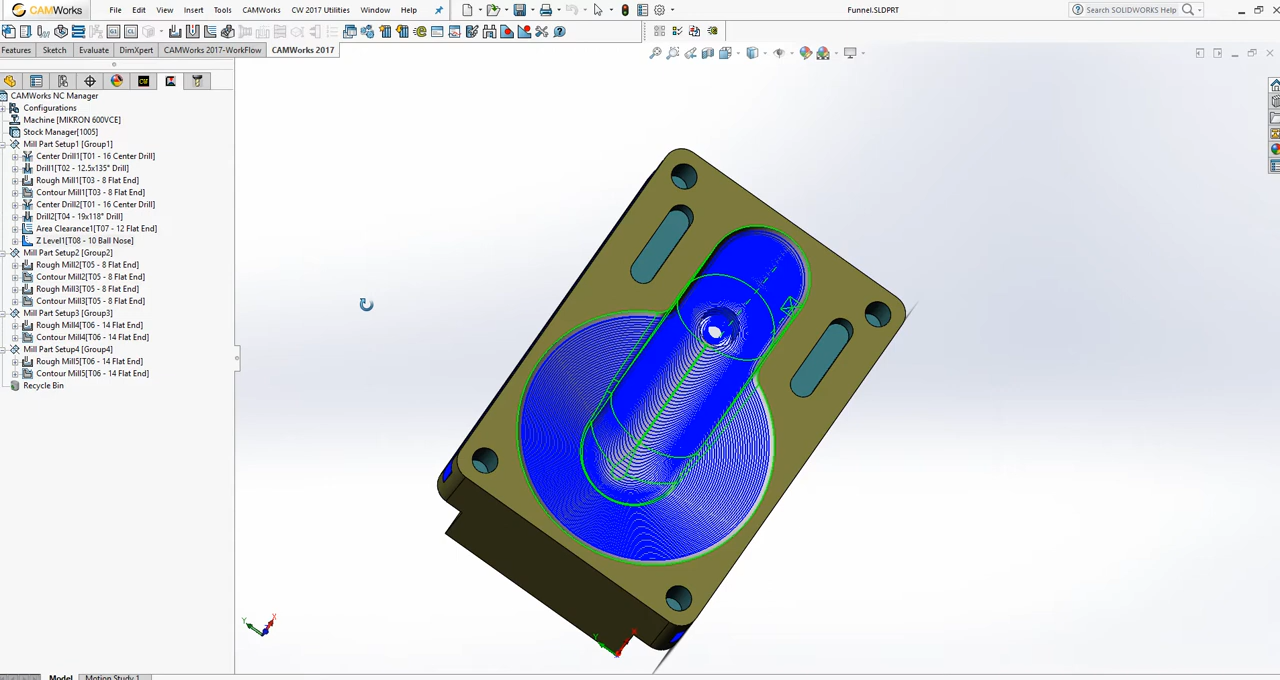 CAMWorks File Edit View Insert Tools CAMWorks CW 2017 Utilities Window Help Funnel.SLDPRT Search SOLIDWORKS Help
Features Sketch Evaluate DimXpert CAMWorks 2017-WorkFlow CAMWorks 2017
CAMWorks NC Manager
Configurations
Machine [MIKRON 600VCE]
Stock Manager[1005]
Mill Part Setup1 [Group1]
Center Drill1[T01 - 16 Center Drill]
Drill1[T02 - 12.5x135° Drill]
Rough Mill1[T03 - 8 Flat End]
Contour Mill1[T03 - 8 Flat End]
Center Drill2[T01 - 16 Center Drill]
Drill2[T04 - 19x118° Drill]
Area Clearance1[T07 - 12 Flat End]
Z Level1[T08 - 10 Ball Nose]
Mill Part Setup2 [Group2]
Rough Mill2[T05 - 8 Flat End]
Contour Mill2[T05 - 8 Flat End]
Rough Mill3[T05 - 8 Flat End]
Contour Mill3[T05 - 8 Flat End]
Mill Part Setup3 [Group3]
Rough Mill4[T06 - 14 Flat End]
Contour Mill4[T06 - 14 Flat End]
Mill Part Setup4 [Group4]
Rough Mill5[T06 - 14 Flat End]
Contour Mill5[T06 - 14 Flat End]
Recycle Bin
Y X
Y X
Model Motion Study 1